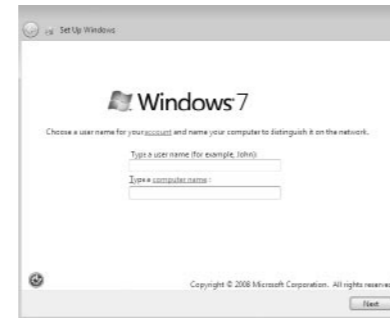 Set Up Windows
Windows 7
Choose a user name for your account and name your computer to distinguish it on the network.
Type a user name (for example, John):
Type a computer name :
Copyright © 2008 Microsoft Corporation. All rights reserve
Next